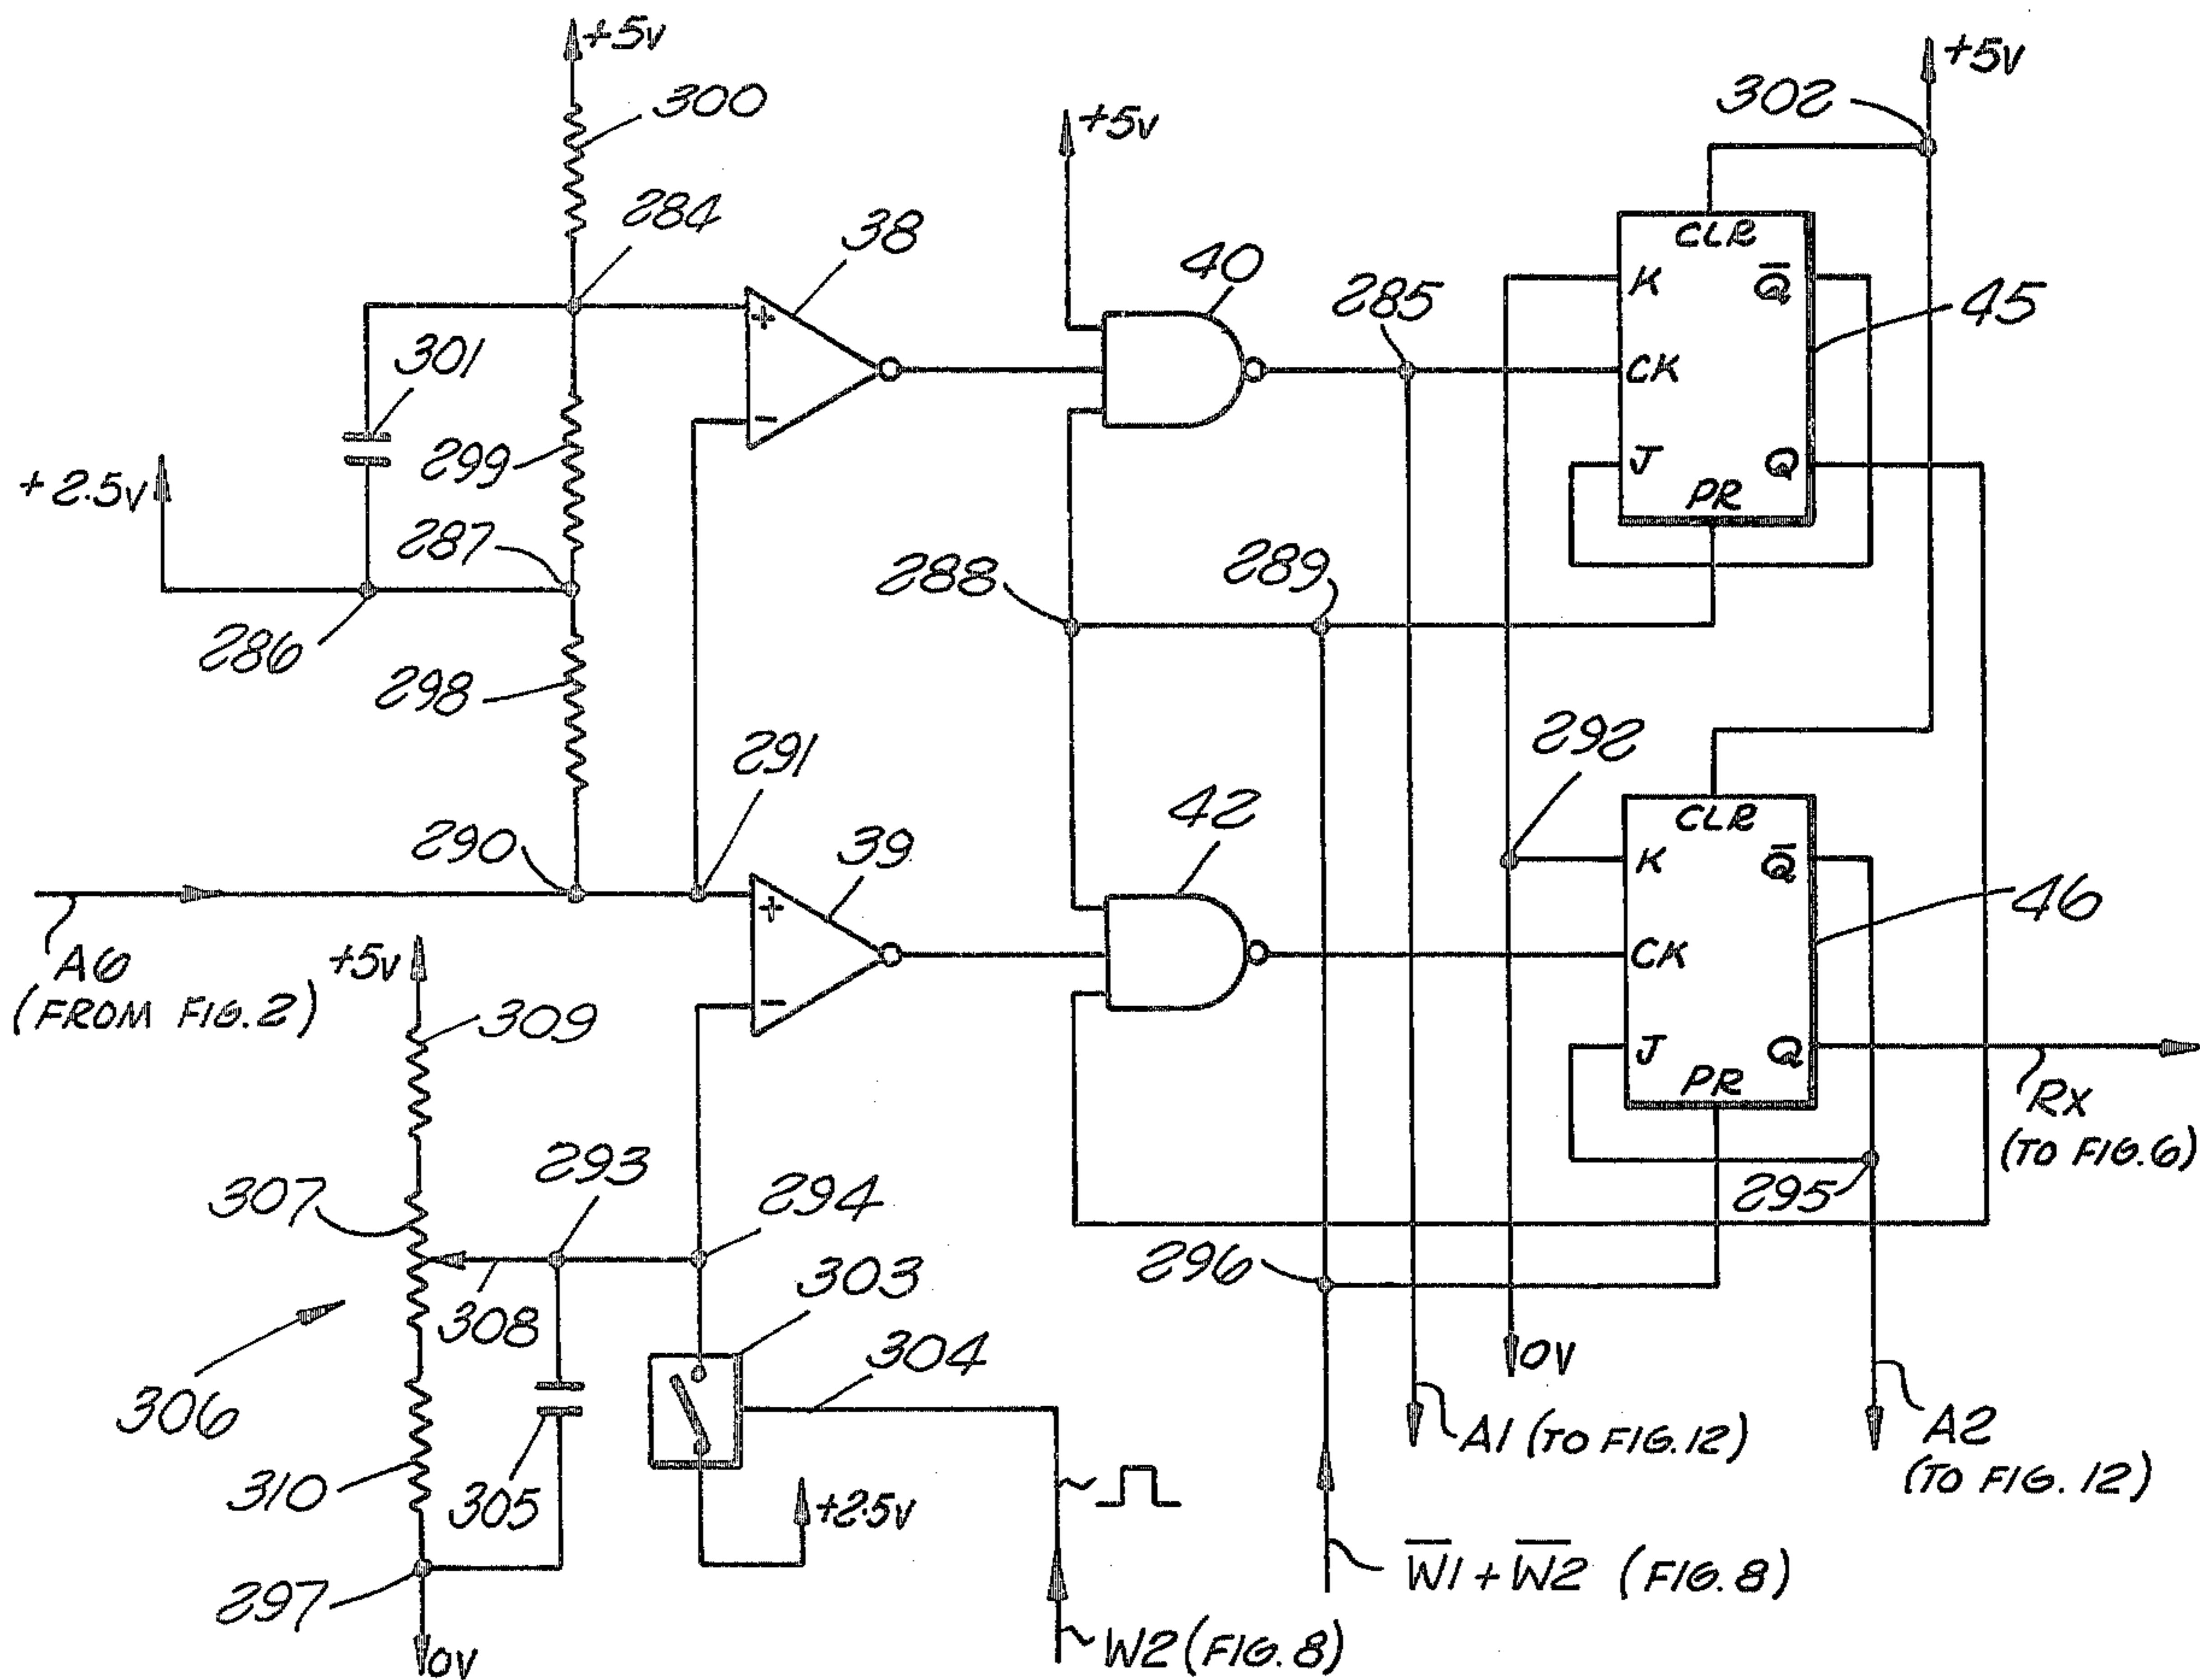 +5V
+5V
302
300
+5V
284
38
40
285
CLR
K
Q̅
45
301
+
CK
299
-
J
Q
+2.5V
PR
287
288
289
286
298
291
292
42
CLR
290
39
K
Q̅
46
+
A6
(FROM FIG. 2)
+5V
CK
309
-
J
Q
PR
RX
(TO FIG. 6)
293
294
295
307
296
303
308
304
0V
306
A1 (TO FIG. 12)
A2
(TO FIG. 12)
310
305
+2.5V
W̅1 + W̅2 (FIG. 8)
297
W2 (FIG. 8)
0V